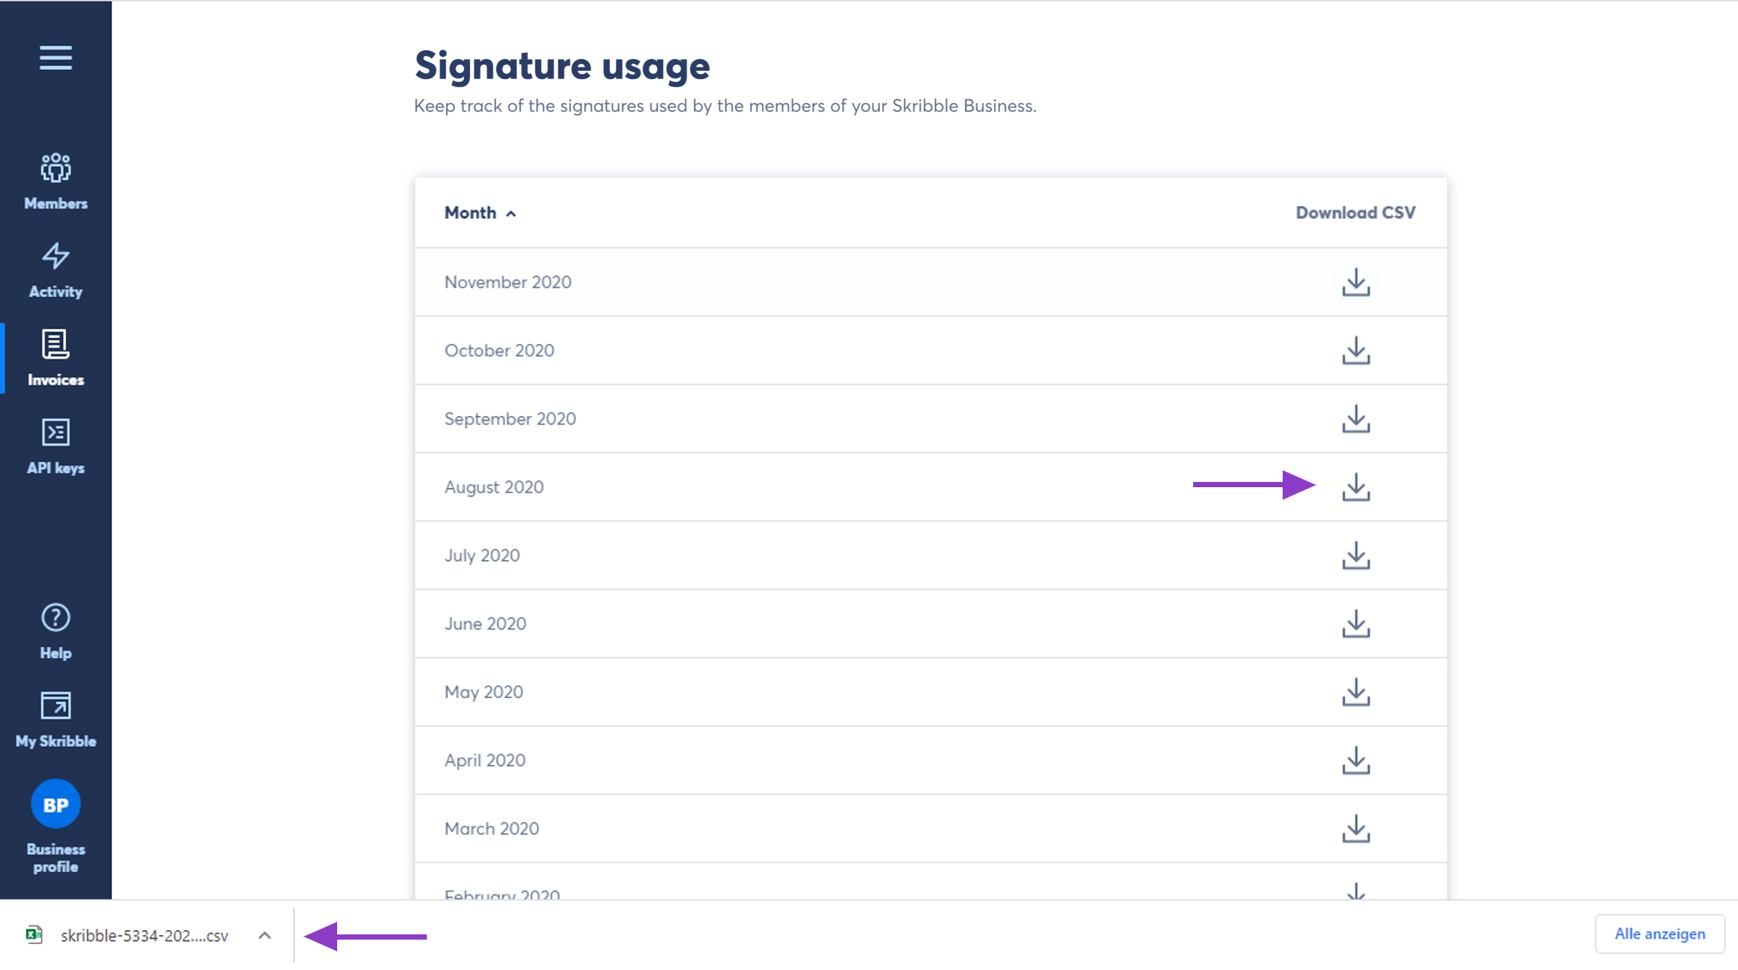 Signature usage
Keep track of the signatures used by the members of your Skribble Business.
Members
Activity
Invoices
API keys
Help
My Skribble
BP
Business
profile
Month Download CSV
November 2020
October 2020
September 2020
August 2020
July 2020
June 2020
May 2020
April 2020
March 2020
February 2020
skribble-5334-202....csv
Alle anzeigen